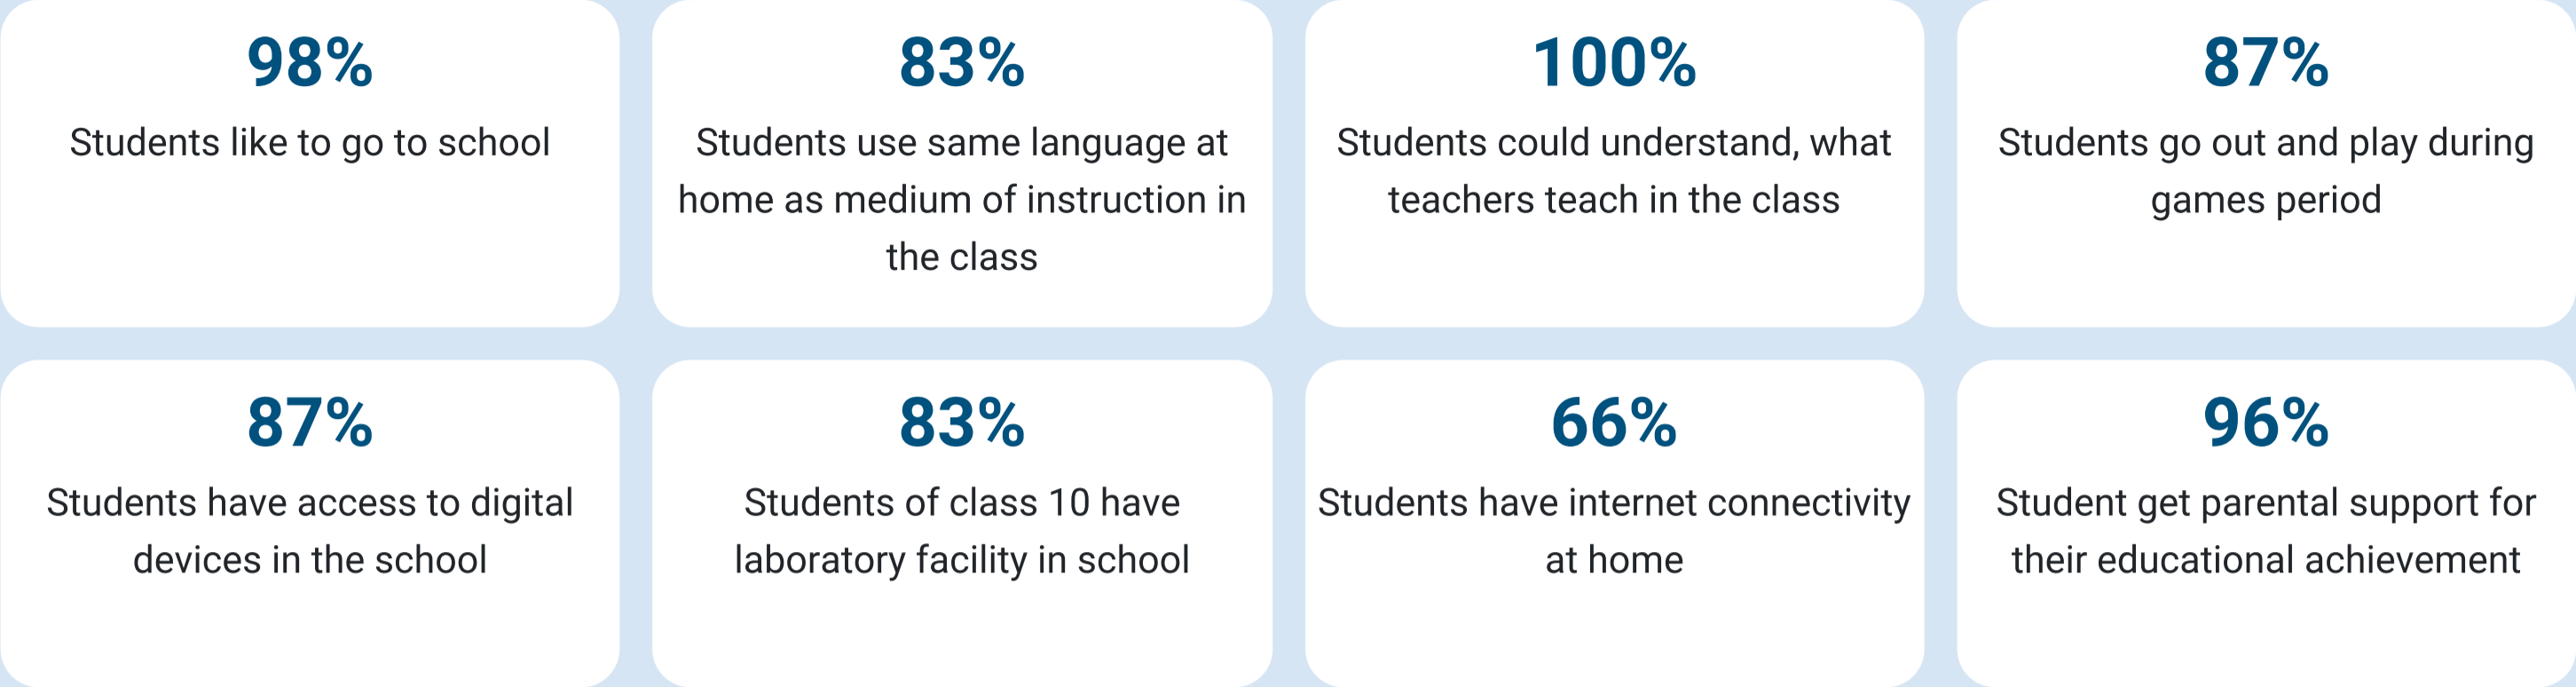 98%
Students like to go to school
83%
Students use same language at
home as medium of instruction in
the class
100%
Students could understand, what
teachers teach in the class
87%
Students go out and play during
games period
87%
Students have access to digital
devices in the school
83%
Students of class 10 have
laboratory facility in school
66%
Students have internet connectivity
at home
96%
Student get parental support for
their educational achievement